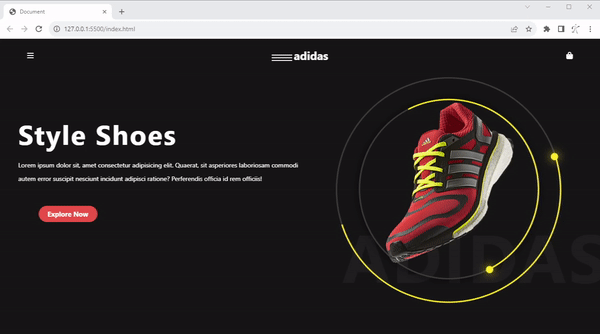 Document
127.0.0.1:5500/index.html
adidas
Style Shoes
Lorem ipsum dolor sit, amet consectetur adipisicing elit. Quaerat, sit asperiores laboriosam commodi
autem error suscipit nesciunt incidunt adipisci ratione? Perferendis officia id rem officiis!
Explore Now
ADIDAS